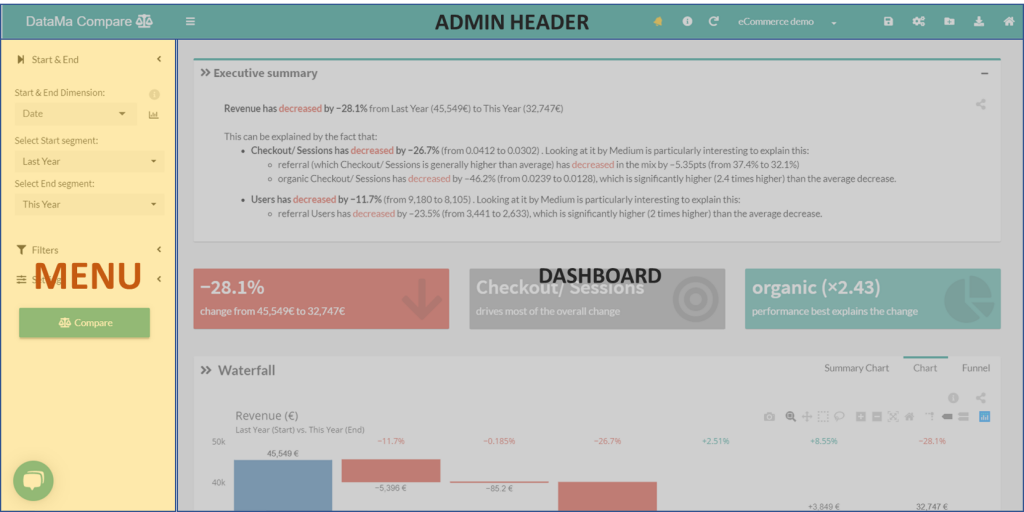 DataMa Compare
ADMIN HEADER
eCommerce demo
Start & End
Start & End Dimension:
Date
Select Start segment:
Last Year
Select End segment:
This Year
Filters
MENU
Compare
Executive summary
Revenue has decreased by −28.1% from Last Year (45,549€) to This Year (32,747€)
This can be explained by the fact that:
• Checkout/ Sessions has decreased by −26.7% (from 0.0412 to 0.0302) . Looking at it by Medium is particularly interesting to explain this:
referral (which Checkout/ Sessions is generally higher than average) has decreased in the mix by −5.35pts (from 37.4% to 32.1%)
organic Checkout/ Sessions has decreased by −46.2% (from 0.0239 to 0.0128), which is significantly higher (2.4 times higher) than the average decrease.
• Users has decreased by −11.7% (from 9,180 to 8,105) . Looking at it by Medium is particularly interesting to explain this:
referral Users has decreased by −23.5% (from 3,441 to 2,633), which is significantly higher (2 times higher) than the average decrease.
DASHBOARD
−28.1%
change from 45,549€ to 32,747€
Checkout/ Sessions
drives most of the overall change
organic (×2.43)
performance best explains the change
Waterfall
Summary Chart Chart Funnel
Revenue (€)
Last Year (Start) vs. This Year (End)
50k −11.7% −0.185% −26.7% +2.51% +8.55% −28.1%
45,549 €
40k −5,396 € −85.2 €
+3,849 € 32,747 €